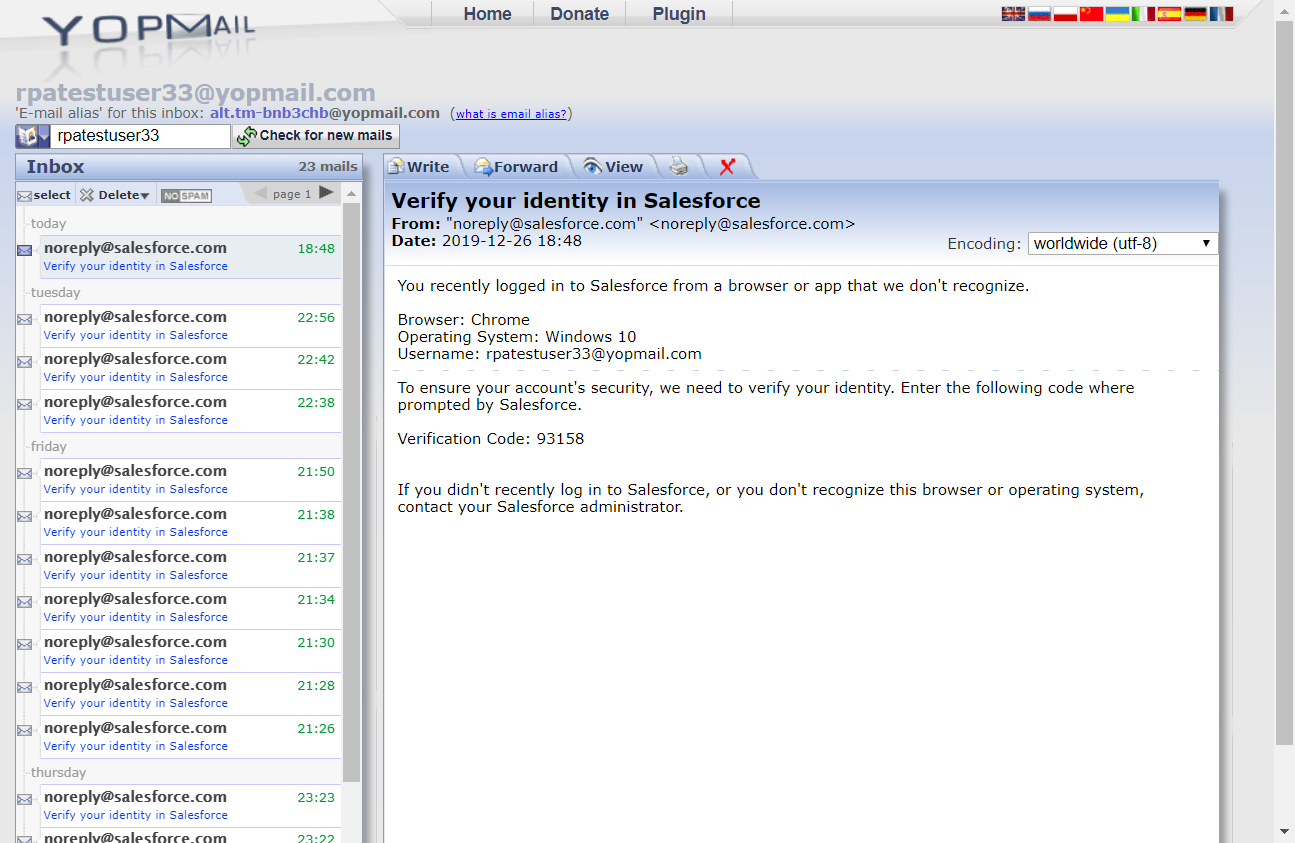 Home Donate Plugin
YOPMAIL
rpatestuser33@yopmail.com
'E-mail alias' for this inbox: alt.tm-bnb3chb@yopmail.com (what is email alias?)
rpatestuser33 Check for new mails
Inbox 23 mails
select Delete NO SPAM page 1
today
noreply@salesforce.com 18:48
Verify your identity in Salesforce
tuesday
noreply@salesforce.com 22:56
Verify your identity in Salesforce
noreply@salesforce.com 22:42
Verify your identity in Salesforce
noreply@salesforce.com 22:38
Verify your identity in Salesforce
friday
noreply@salesforce.com 21:50
Verify your identity in Salesforce
noreply@salesforce.com 21:38
Verify your identity in Salesforce
noreply@salesforce.com 21:37
Verify your identity in Salesforce
noreply@salesforce.com 21:34
Verify your identity in Salesforce
noreply@salesforce.com 21:30
Verify your identity in Salesforce
noreply@salesforce.com 21:28
Verify your identity in Salesforce
noreply@salesforce.com 21:26
Verify your identity in Salesforce
thursday
noreply@salesforce.com 23:23
Verify your identity in Salesforce
noreply@salesforce.com 23:22
Write Forward View
Verify your identity in Salesforce
From: "noreply@salesforce.com" <noreply@salesforce.com>
Date: 2019-12-26 18:48
Encoding: worldwide (utf-8)
You recently logged in to Salesforce from a browser or app that we don't recognize.
Browser: Chrome
Operating System: Windows 10
Username: rpatestuser33@yopmail.com
To ensure your account's security, we need to verify your identity. Enter the following code where
prompted by Salesforce.
Verification Code: 93158
If you didn't recently log in to Salesforce, or you don't recognize this browser or operating system,
contact your Salesforce administrator.